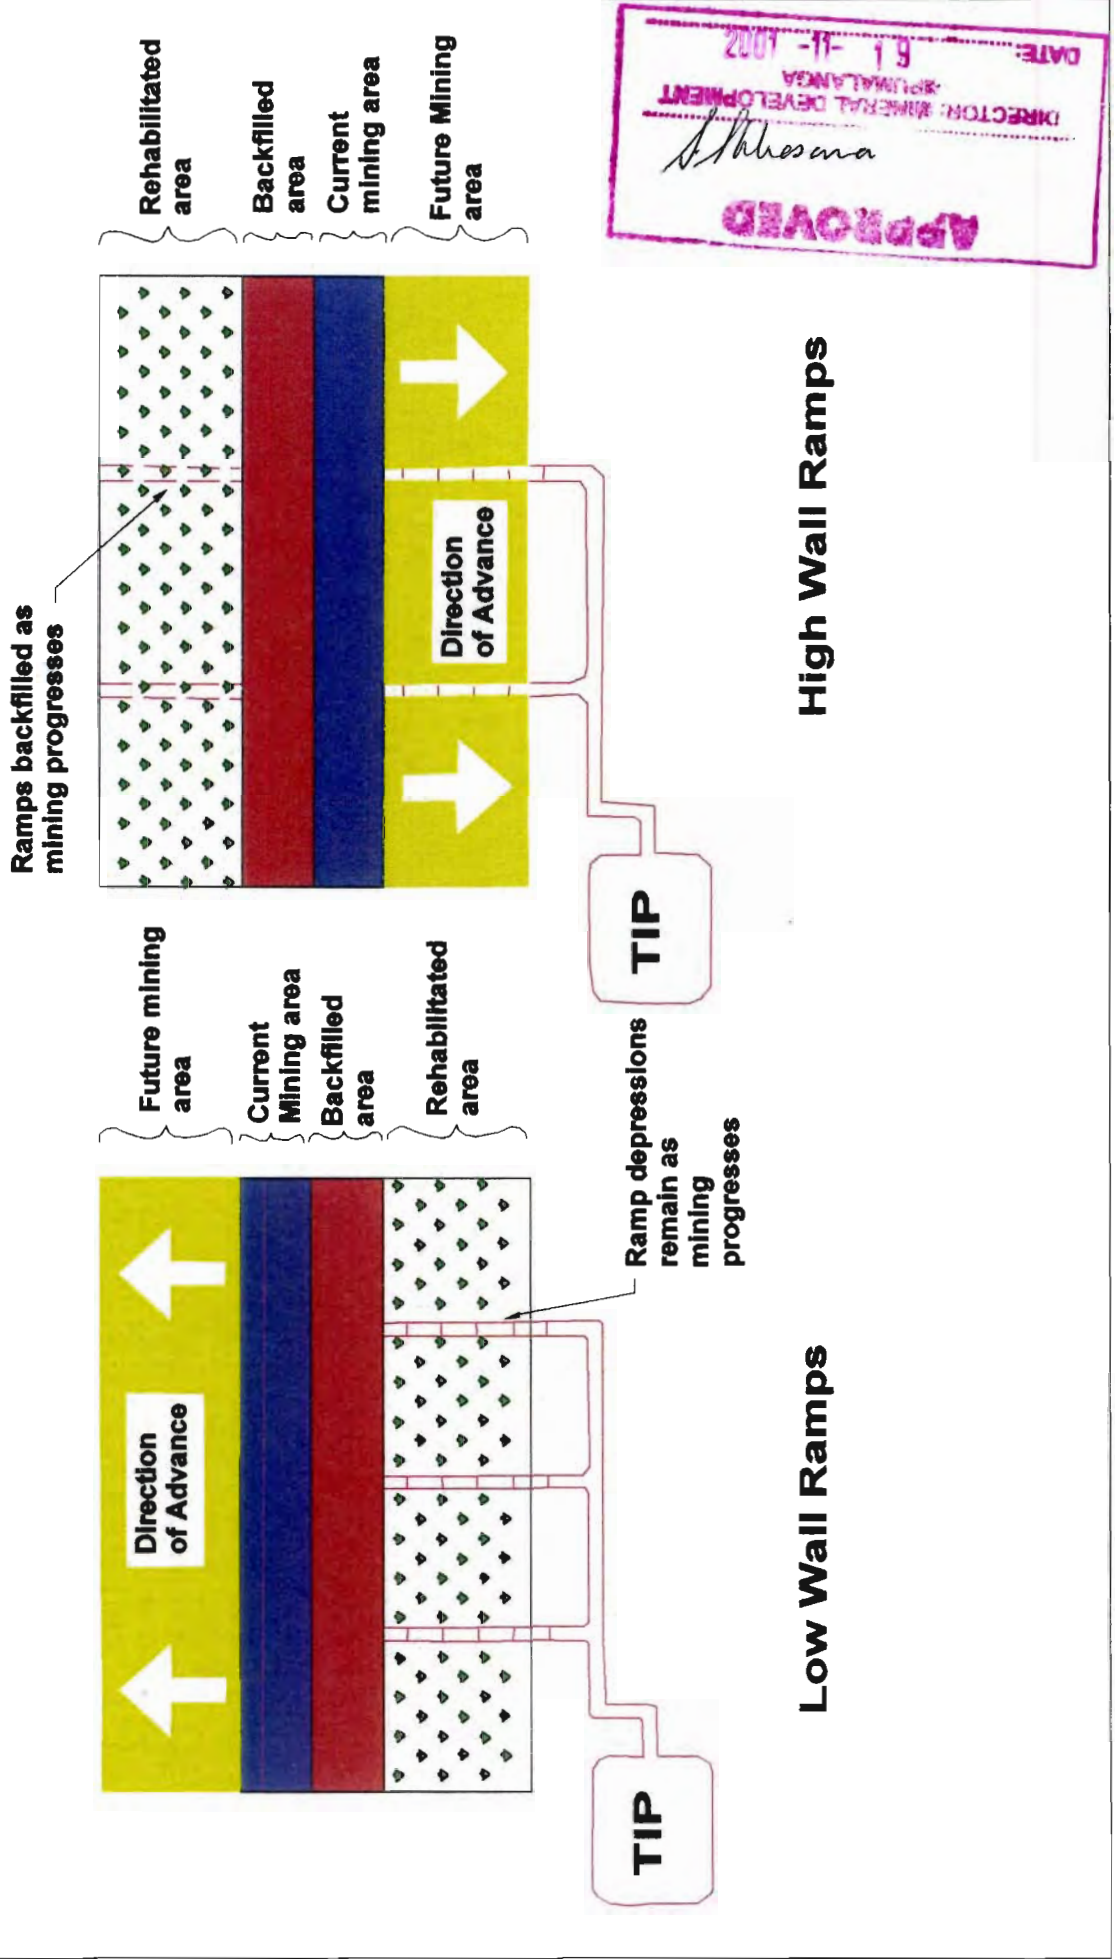 Future mining
area
Current
Mining area
Backfilled
area
Rehabilitated
area
Direction
of Advance
Ramp depressions
remain as
mining
progresses
TIP
Low Wall Ramps
Ramps backfilled as
mining progresses
Rehabilitated
area
Backfilled
area
Current
mining area
Future Mining
area
Direction
of Advance
TIP
High Wall Ramps
APPROVED
DIRECTOR: MINERAL DEVELOPMENT
MPUMALANGA
DATE: 2001 -11- 19